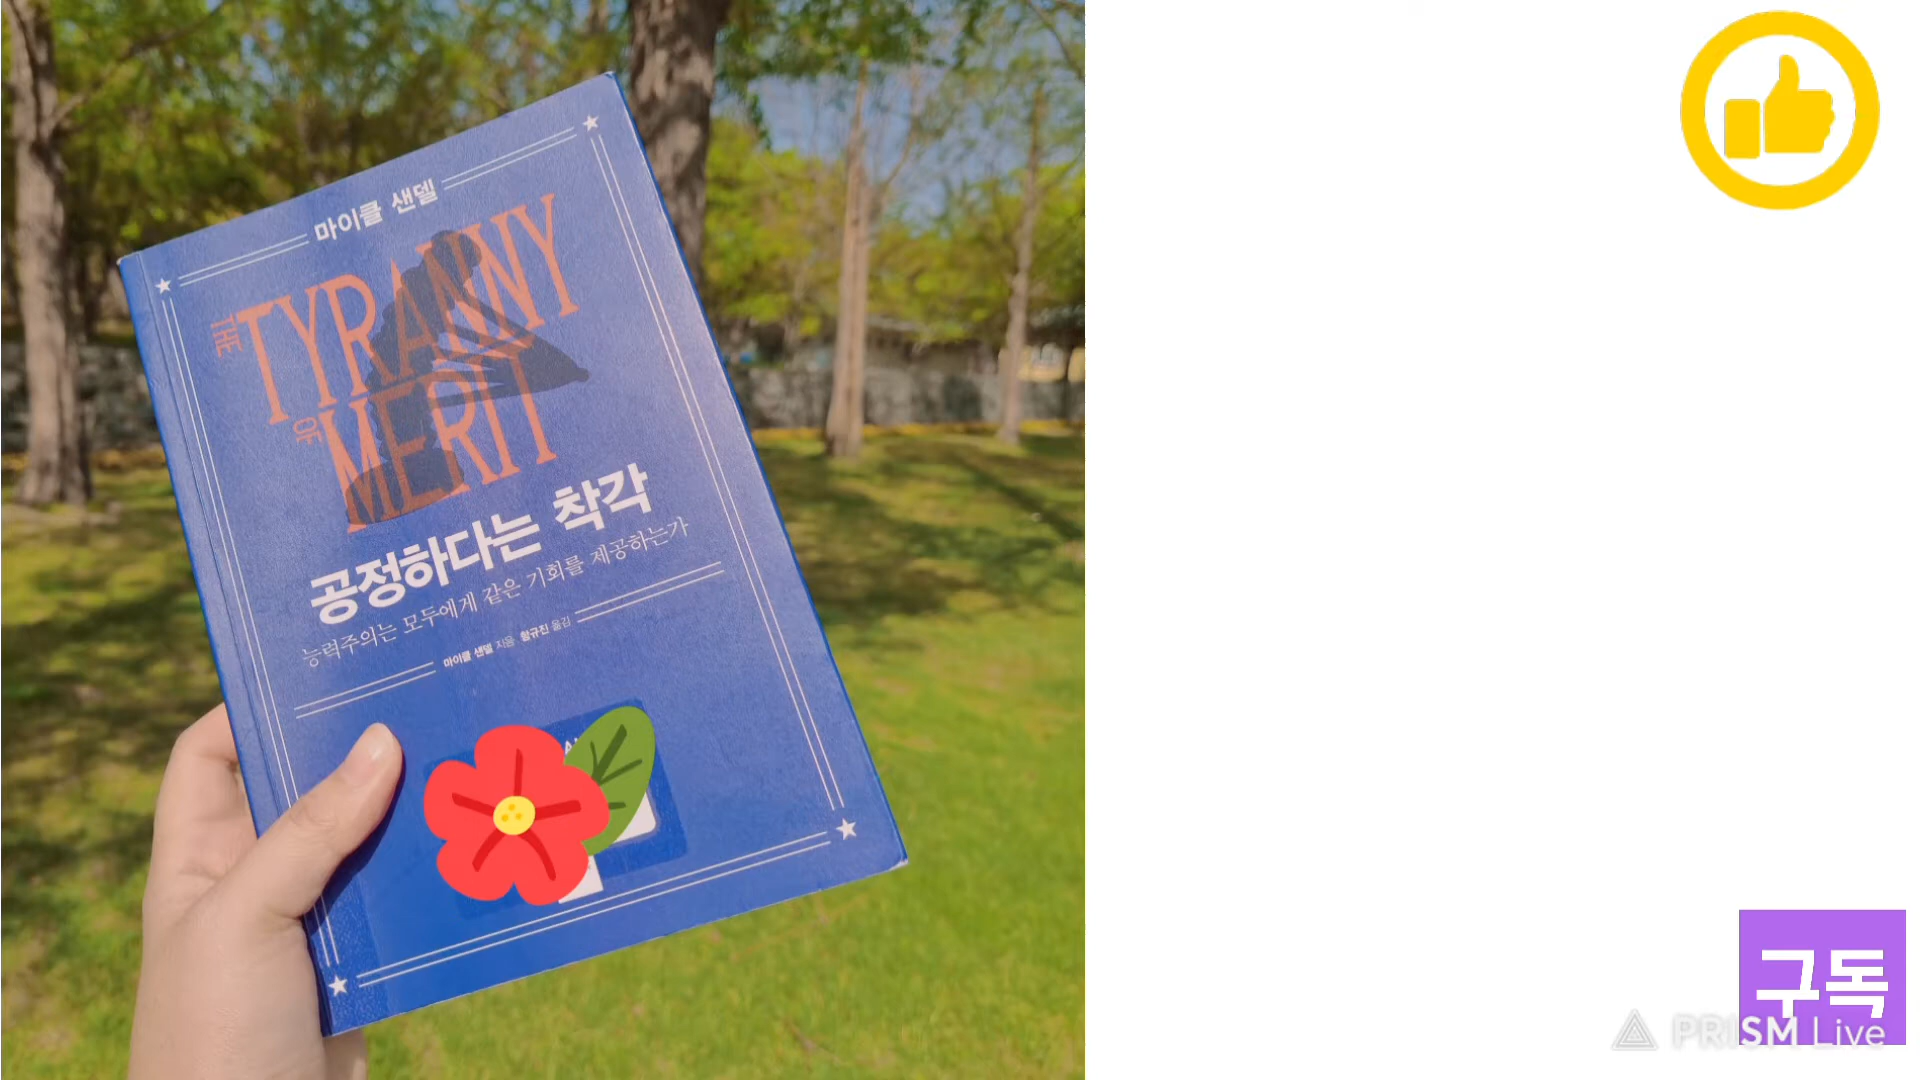 마이클 샌델
THE
TYRANNY
OF
MERIT
공정하다는 착각
능력주의는 모두에게 같은 기회를 제공하는가
마이클 샌델 지음 함규진 옮김
구독
PRISM Live